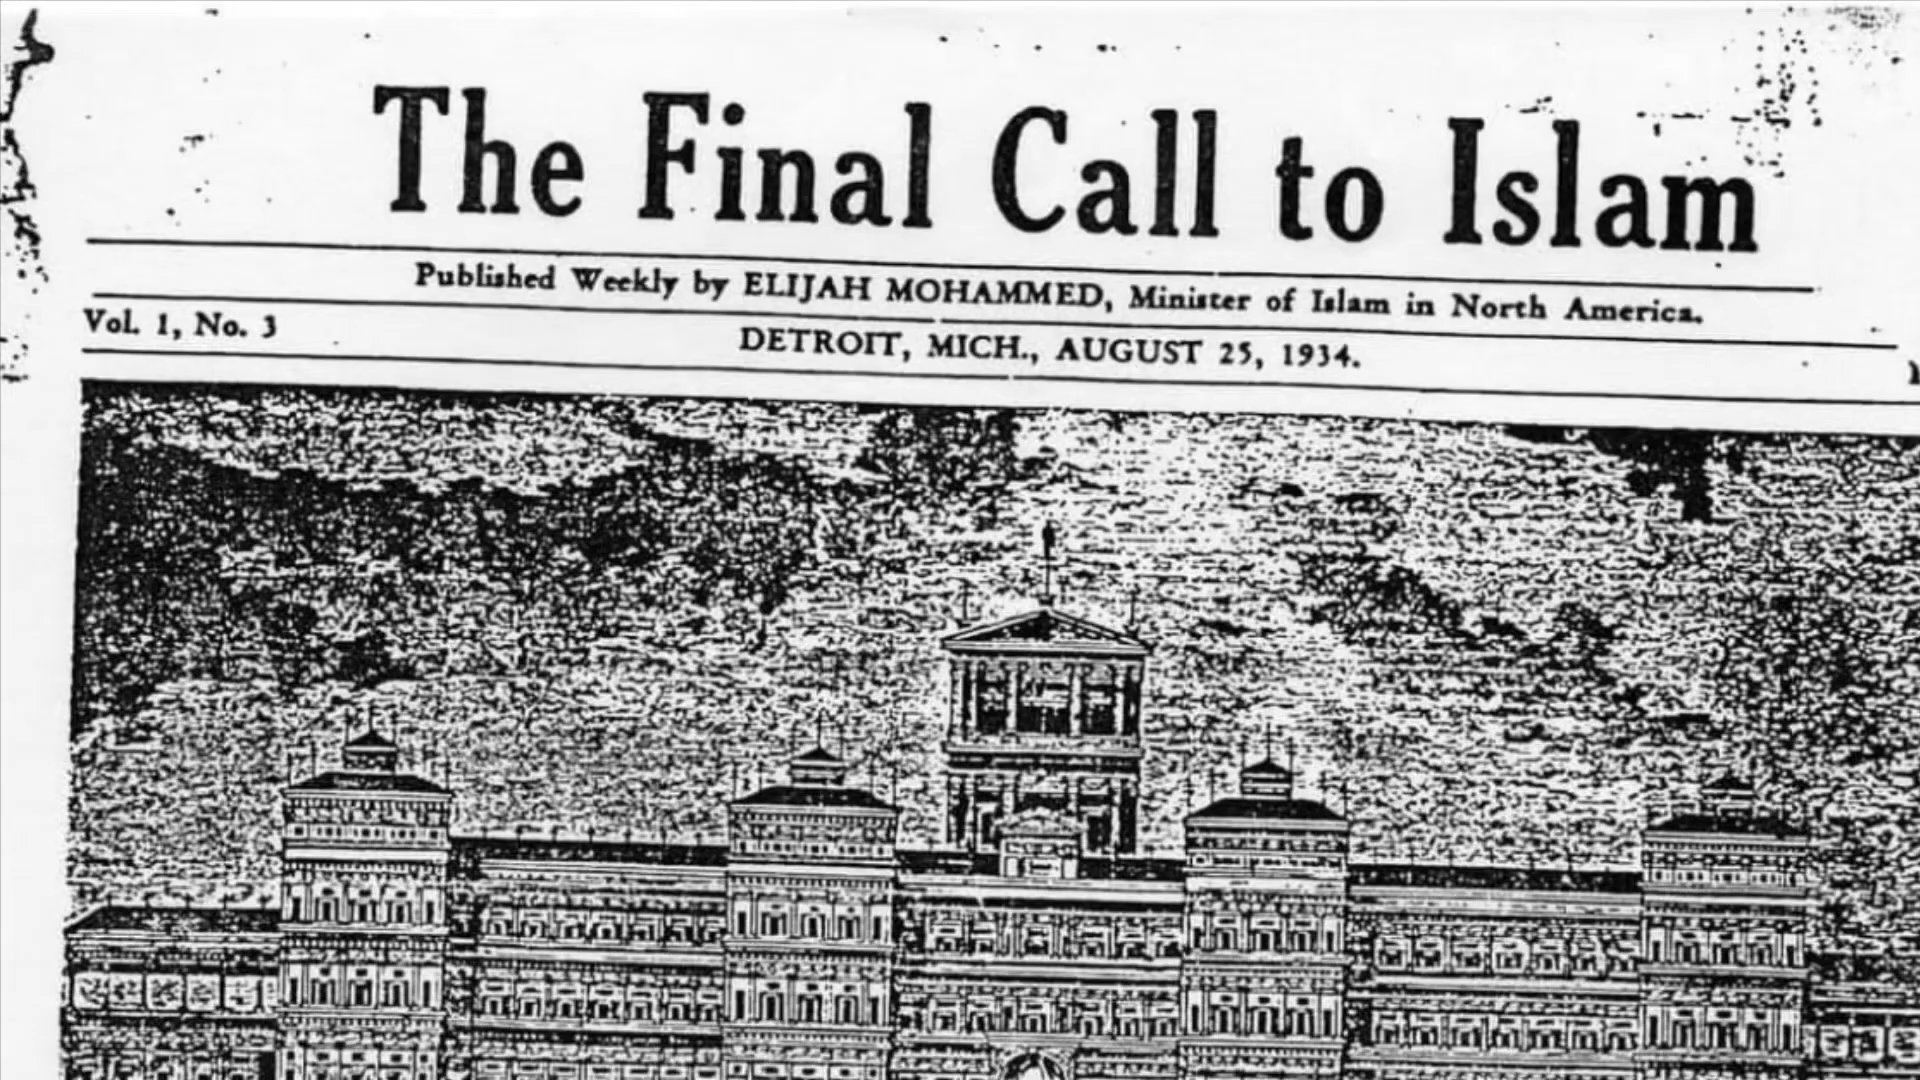 The Final Call to Islam
Published Weekly by ELIJAH MOHAMMED, Minister of Islam in North America.
Vol. 1, No. 3
DETROIT, MICH., AUGUST 25, 1934.